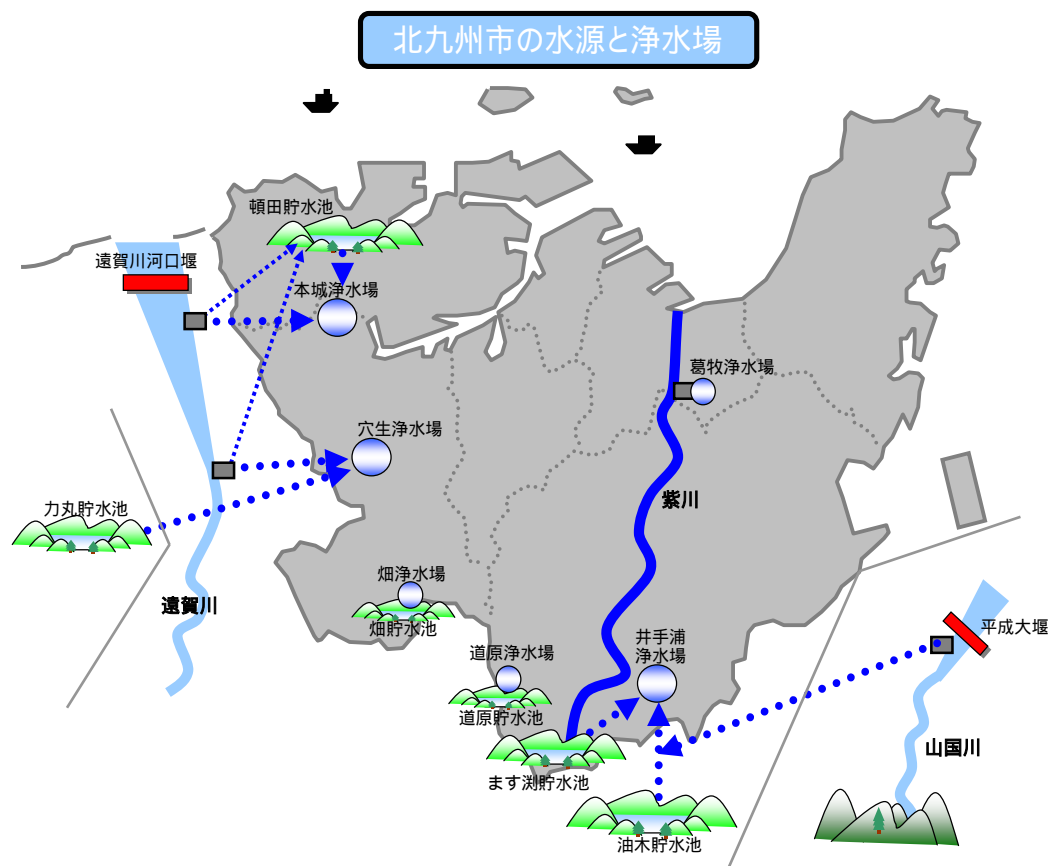 北九州市の水源と浄水場
頓田貯水池
遠賀川河口堰
本城浄水場
葛牧浄水場
穴生浄水場
力丸貯水池
紫川
畑浄水場
遠賀川
畑貯水池
平成大堰
井手浦
浄水場
道原浄水場
道原貯水池
山国川
ます渕貯水池
油木貯水池